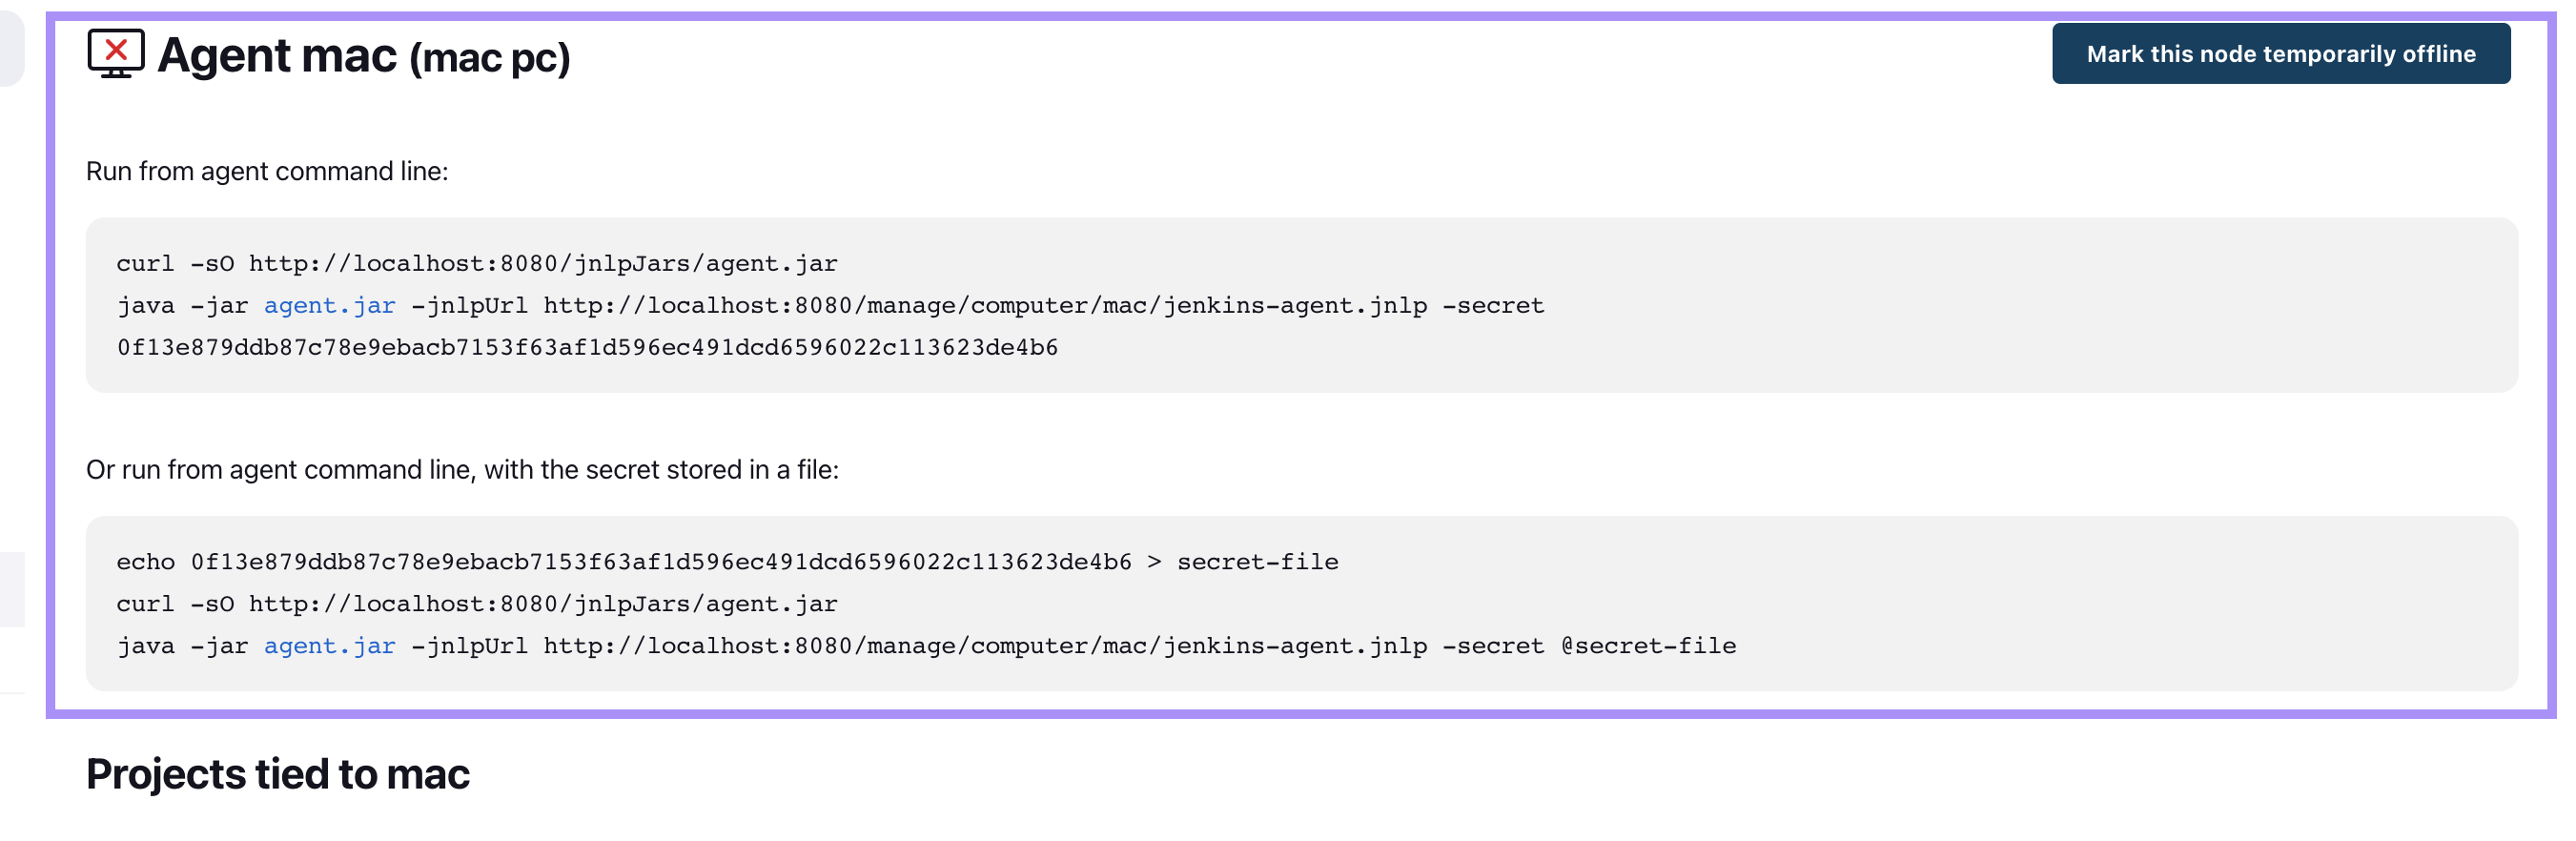 Agent mac (mac pc)
Mark this node temporarily offline
Run from agent command line:
curl -sO http://localhost:8080/jnlpJars/agent.jar
java -jar agent.jar -jnlpUrl http://localhost:8080/manage/computer/mac/jenkins-agent.jnlp -secret
0f13e879ddb87c78e9ebacb7153f63af1d596ec491dcd6596022c113623de4b6
Or run from agent command line, with the secret stored in a file:
echo 0f13e879ddb87c78e9ebacb7153f63af1d596ec491dcd6596022c113623de4b6 > secret-file
curl -sO http://localhost:8080/jnlpJars/agent.jar
java -jar agent.jar -jnlpUrl http://localhost:8080/manage/computer/mac/jenkins-agent.jnlp -secret @secret-file
Projects tied to mac